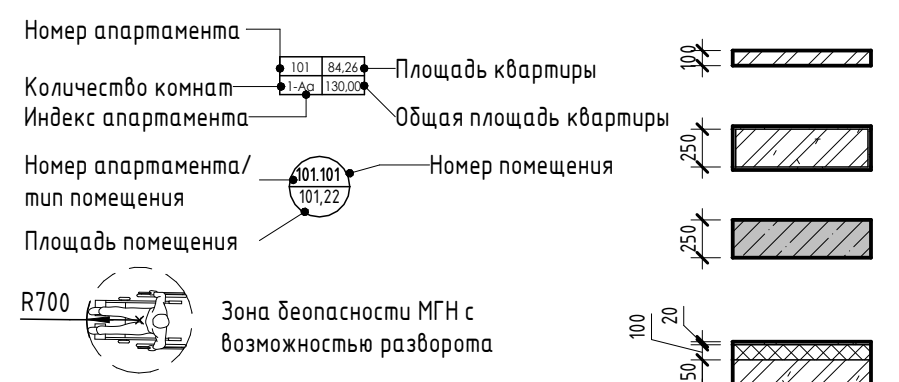 Номер апартамента
101 84,26
Площадь квартиры
Количество комнат
1-Аа 130,00
Индекс апартамента
Общая площадь квартиры
Номер апартамента/
тип помещения
101.101
101,22
Номер помещения
Площадь помещения
R700
Зона беопасности МГН с
возможностью разворота
100
250
250
100
20
50